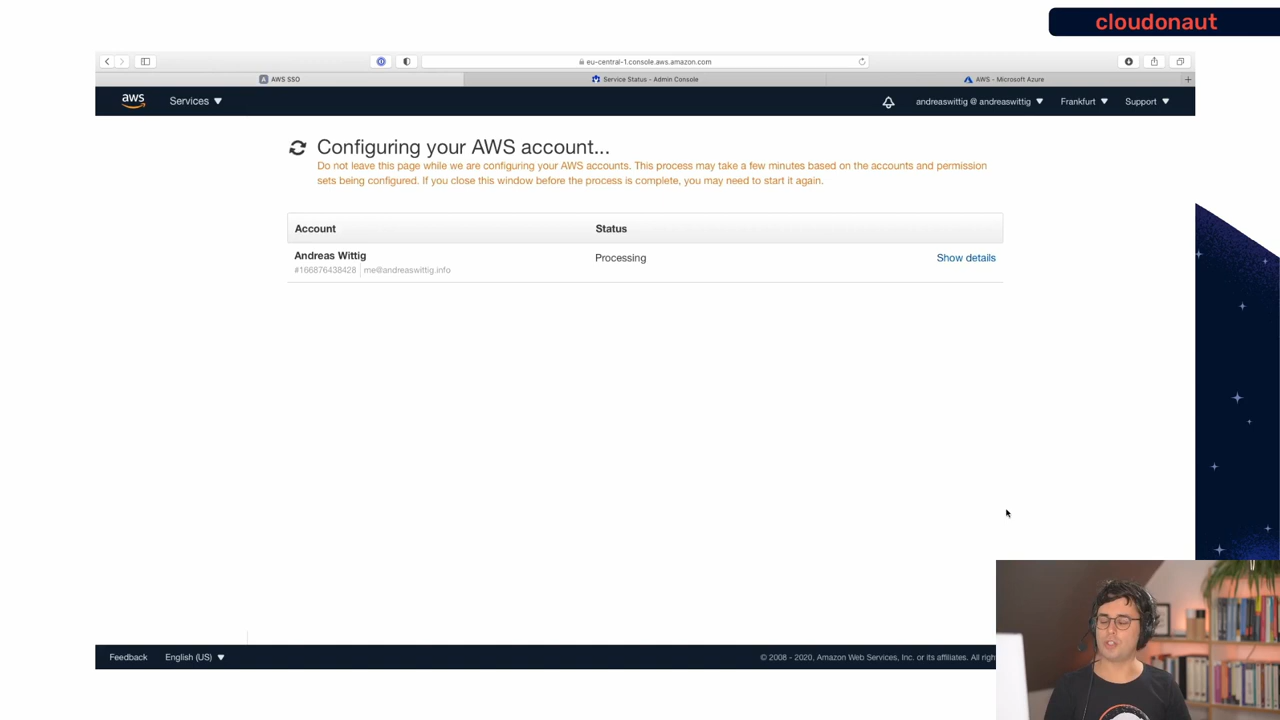 cloudonaut
eu-central-1.console.aws.amazon.com
AWS SSO
Service Status - Admin Console
AWS - Microsoft Azure
aws
Services
andreaswittig @ andreaswittig
Frankfurt
Support
Configuring your AWS account...
Do not leave this page while we are configuring your AWS accounts. This process may take a few minutes based on the accounts and permission
sets being configured. If you close this window before the process is complete, you may need to start it again.
Account Status
Andreas Wittig
Processing
Show details
#166876438428 | me@andreaswittig.info
Feedback
English (US)
© 2008 - 2020, Amazon Web Services, Inc. or its affiliates. All righ